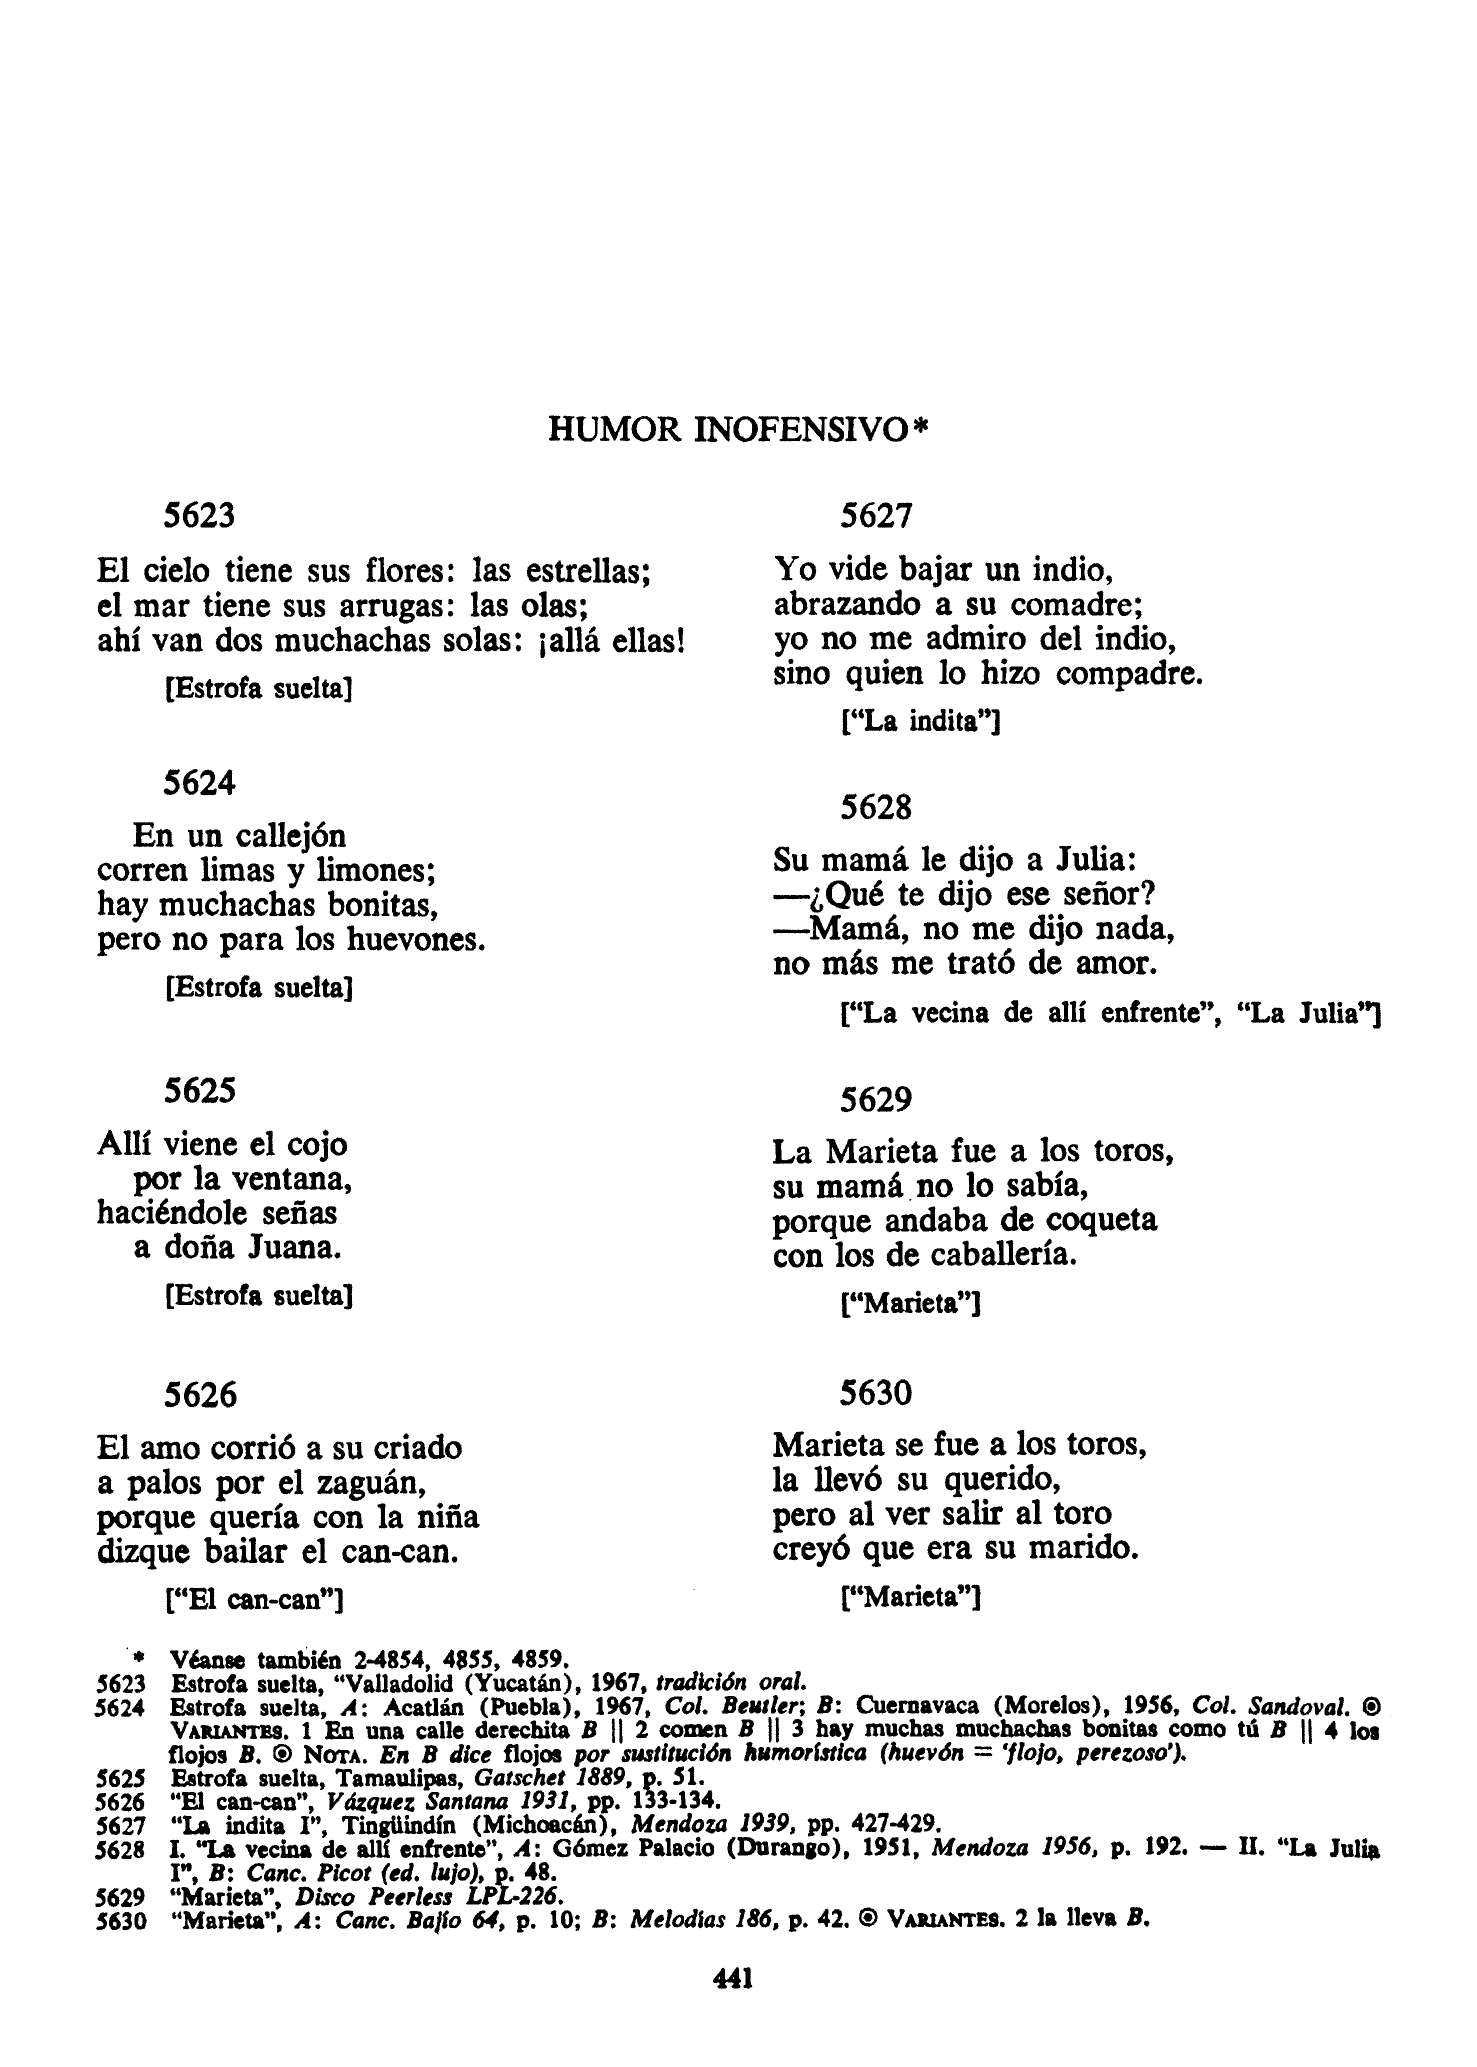 HUMOR INOFENSIVO*
5623
El cielo tiene sus flores: las estrellas;
el mar tiene sus arrugas: las olas;
ahí van dos muchachas solas: ¡allá ellas!
[Estrofa suelta]
5624
En un callejón
corren limas y limones;
hay muchachas bonitas,
pero no para los huevones.
[Estrofa suelta]
5625
Allí viene el cojo
por la ventana,
haciéndole señas
a doña Juana.
[Estrofa suelta]
5626
El amo corrió a su criado
a palos por el zaguán,
porque quería con la niña
dizque bailar el can-can.
[“El can-can”]
5627
Yo vide bajar un indio,
abrazando a su comadre;
yo no me admiro del indio,
sino quien lo hizo compadre.
[“La indita”]
5628
Su mamá le dijo a Julia:
—¿Qué te dijo ese señor?
—Mamá, no me dijo nada,
no más me trató de amor.
[“La vecina de allí enfrente”, “La Julia”]
5629
La Marieta fue a los toros,
su mamá no lo sabía,
porque andaba de coqueta
con los de caballería.
[“Marieta”]
5630
Marieta se fue a los toros,
la llevó su querido,
pero al ver salir al toro
creyó que era su marido.
[“Marieta”]
* Véanse también 2-4854, 4855, 4859.
5623 Estrofa suelta, “Valladolid (Yucatán), 1967, tradición oral.
5624 Estrofa suelta, A: Acatlán (Puebla), 1967, Col. Beutler; B: Cuernavaca (Morelos), 1956, Col. Sandoval. ⊙
VARIANTES. 1 En una calle derechita B || 2 comen B || 3 hay muchas muchachas bonitas como tú B || 4 los
flojos B. ⊙ NOTA. En B dice flojos por sustitución humorística (huevón = ‘flojo, perezoso’).
5625 Estrofa suelta, Tamaulipas, Gatschet 1889, p. 51.
5626 “El can-can”, Vázquez Santana 1931, pp. 133-134.
5627 “La indita I”, Tingüindín (Michoacán), Mendoza 1939, pp. 427-429.
5628 I. “La vecina de allí enfrente”, A: Gómez Palacio (Durango), 1951, Mendoza 1956, p. 192. — II. “La Julia
I”, B: Canc. Picot (ed. lujo), p. 48.
5629 “Marieta”, Disco Peerless LPL-226.
5630 “Marieta”, A: Canc. Bajío 64, p. 10; B: Melodías 186, p. 42. ⊙ VARIANTES. 2 la lleva B.
441